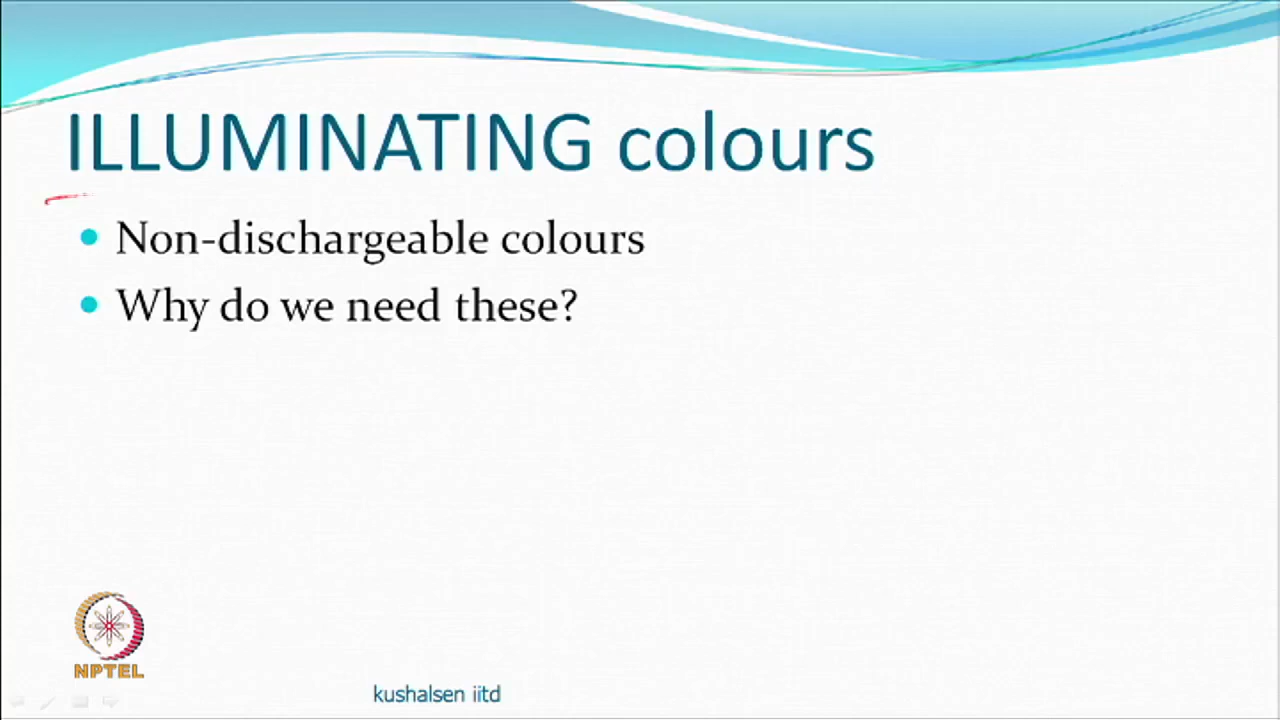 ILLUMINATING colours
Non-dischargeable colours
Why do we need these?
NPTEL
kushalsen iitd